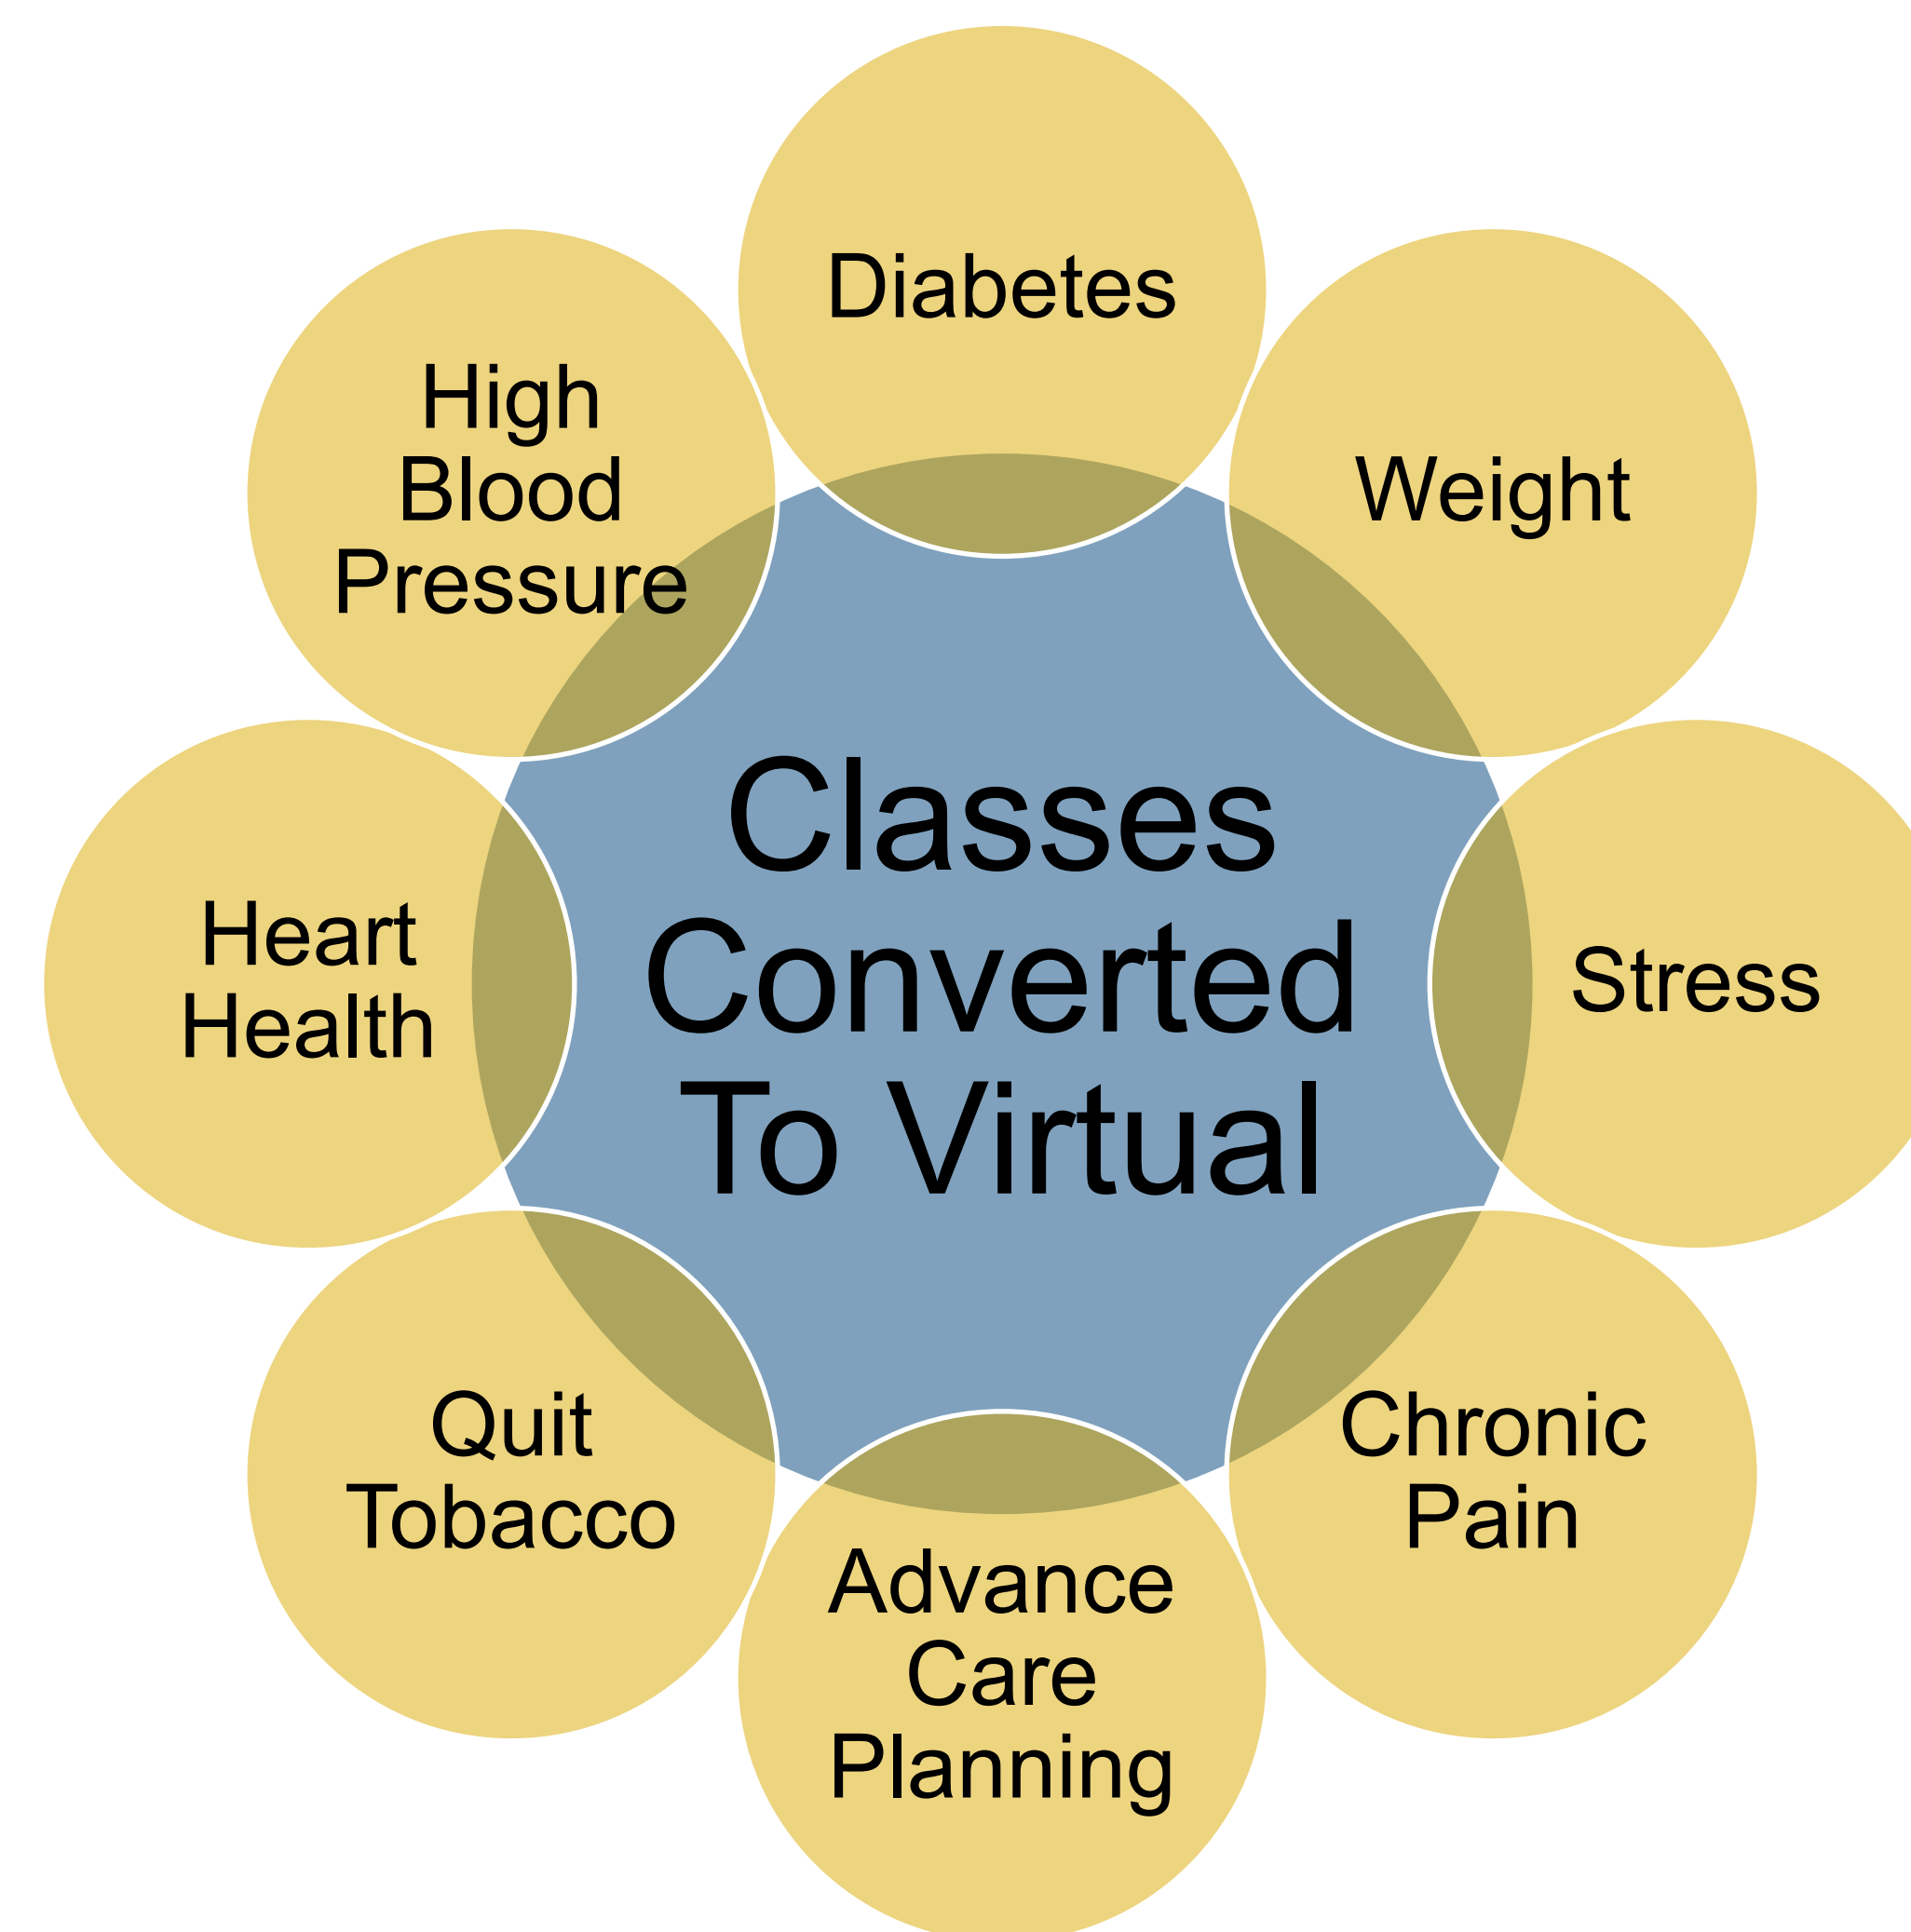 Diabetes
Weight
Stress
Chronic
Pain
Advance
Care
Planning
Quit
Tobacco
Heart
Health
High
Blood
Pressure
Classes
Converted
To Virtual